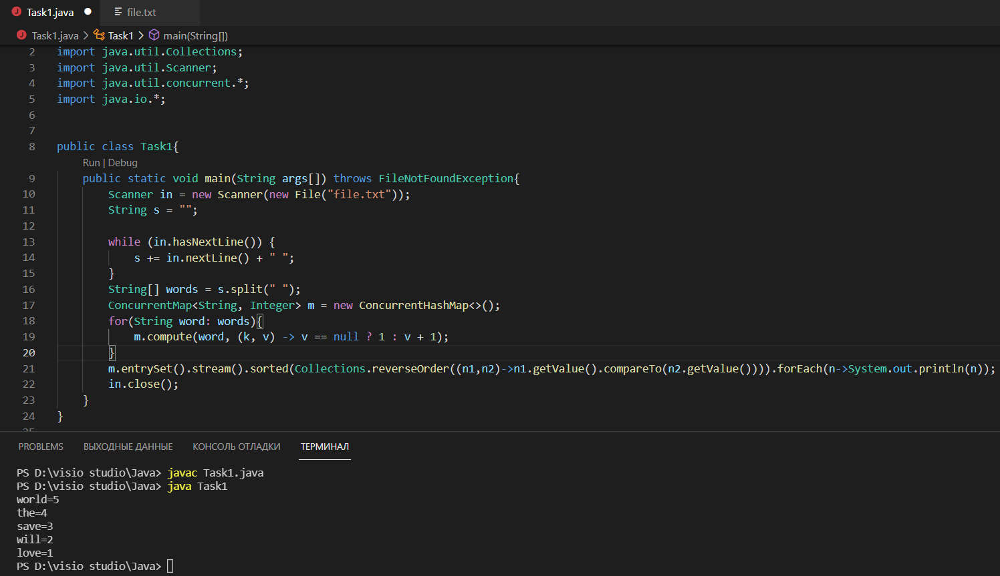 Task1.java ● file.txt
Task1.java > Task1 > main(String[])
2 import java.util.Collections;
3 import java.util.Scanner;
4 import java.util.concurrent.*;
5 import java.io.*;
6
7
8 public class Task1{
Run | Debug
9 public static void main(String args[]) throws FileNotFoundException{
10 Scanner in = new Scanner(new File("file.txt"));
11 String s = "";
12
13 while (in.hasNextLine()) {
14 s += in.nextLine() + " ";
15 }
16 String[] words = s.split(" ");
17 ConcurrentMap<String, Integer> m = new ConcurrentHashMap<>();
18 for(String word: words){
19 m.compute(word, (k, v) -> v == null ? 1 : v + 1);
20 }
21 m.entrySet().stream().sorted(Collections.reverseOrder((n1,n2)->n1.getValue().compareTo(n2.getValue()))).forEach(n->System.out.println(n));
22 in.close();
23 }
24 }
25
PROBLEMS ВЫХОДНЫЕ ДАННЫЕ КОНСОЛЬ ОТЛАДКИ ТЕРМИНАЛ
PS D:\visio studio\Java> javac Task1.java
PS D:\visio studio\Java> java Task1
world=5
the=4
save=3
will=2
love=1
PS D:\visio studio\Java>